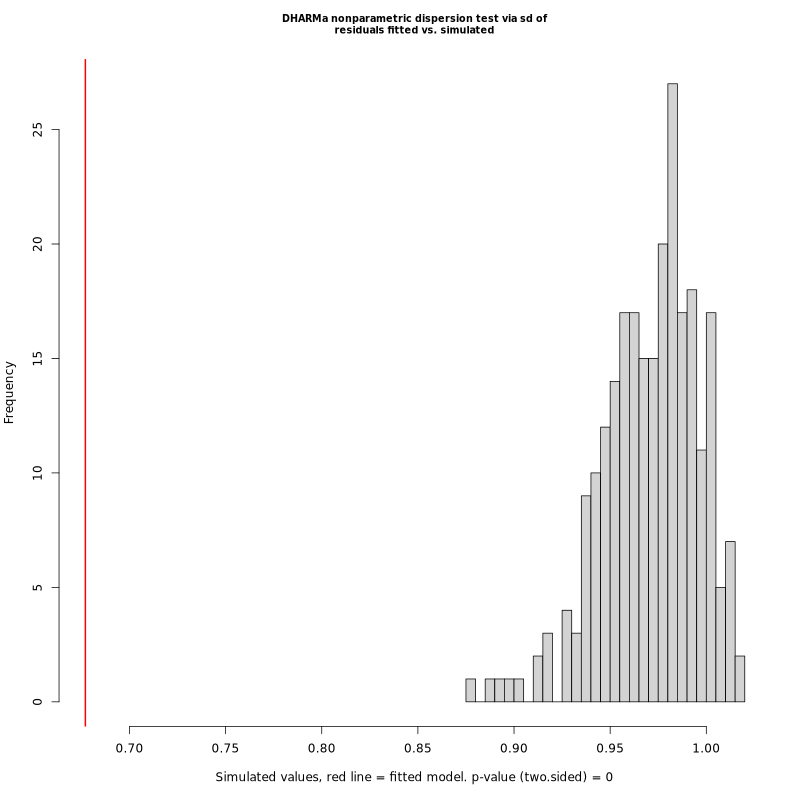 DHARMa nonparametric dispersion test via sd of
residuals fitted vs. simulated
Frequency
25
20
15
10
5
0
0.70 0.75 0.80 0.85 0.90 0.95 1.00
Simulated values, red line = fitted model. p-value (two.sided) = 0